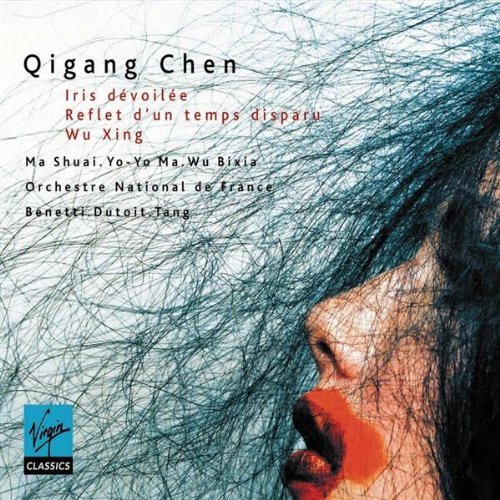 Qigang Chen
Iris dévoilée
Reflet d'un temps disparu
Wu Xing
Ma Shuai.Yo-Yo Ma.Wu Bixia
Orchestre National de France
Benetti.Dutoit.Tang
Virgin
CLASSICS